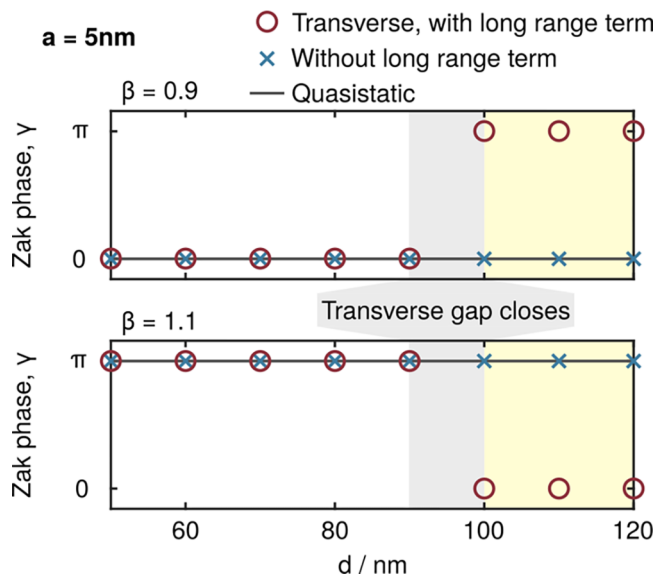 a = 5nm
Transverse, with long range term
Without long range term
Quasistatic
β = 0.9
Zak phase, γ
π
0
Transverse gap closes
β = 1.1
Zak phase, γ
π
0
60 80 100 120
d / nm